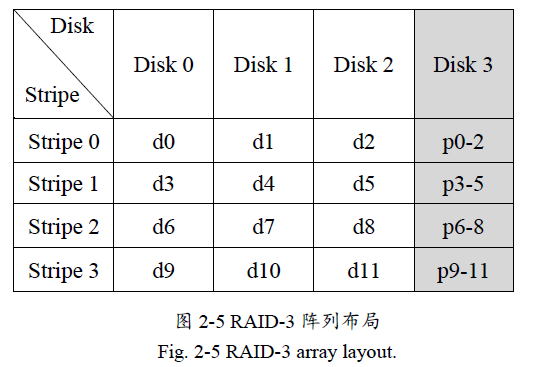 Disk
Stripe
Disk 0 Disk 1 Disk 2 Disk 3
Stripe 0 d0 d1 d2 p0-2
Stripe 1 d3 d4 d5 p3-5
Stripe 2 d6 d7 d8 p6-8
Stripe 3 d9 d10 d11 p9-11
图 2-5 RAID-3 阵列布局
Fig. 2-5 RAID-3 array layout.